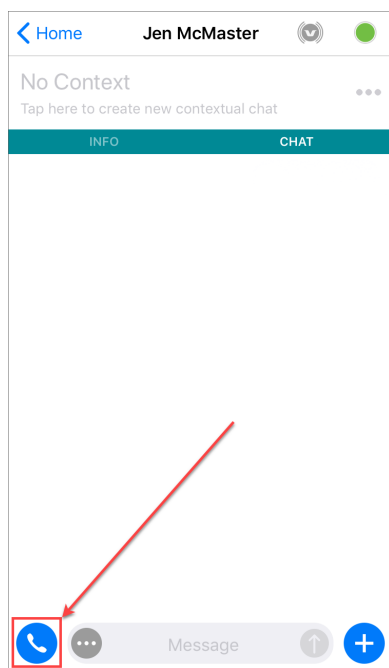 Home
Jen McMaster
No Context
Tap here to create new contextual chat
INFO
CHAT
Message